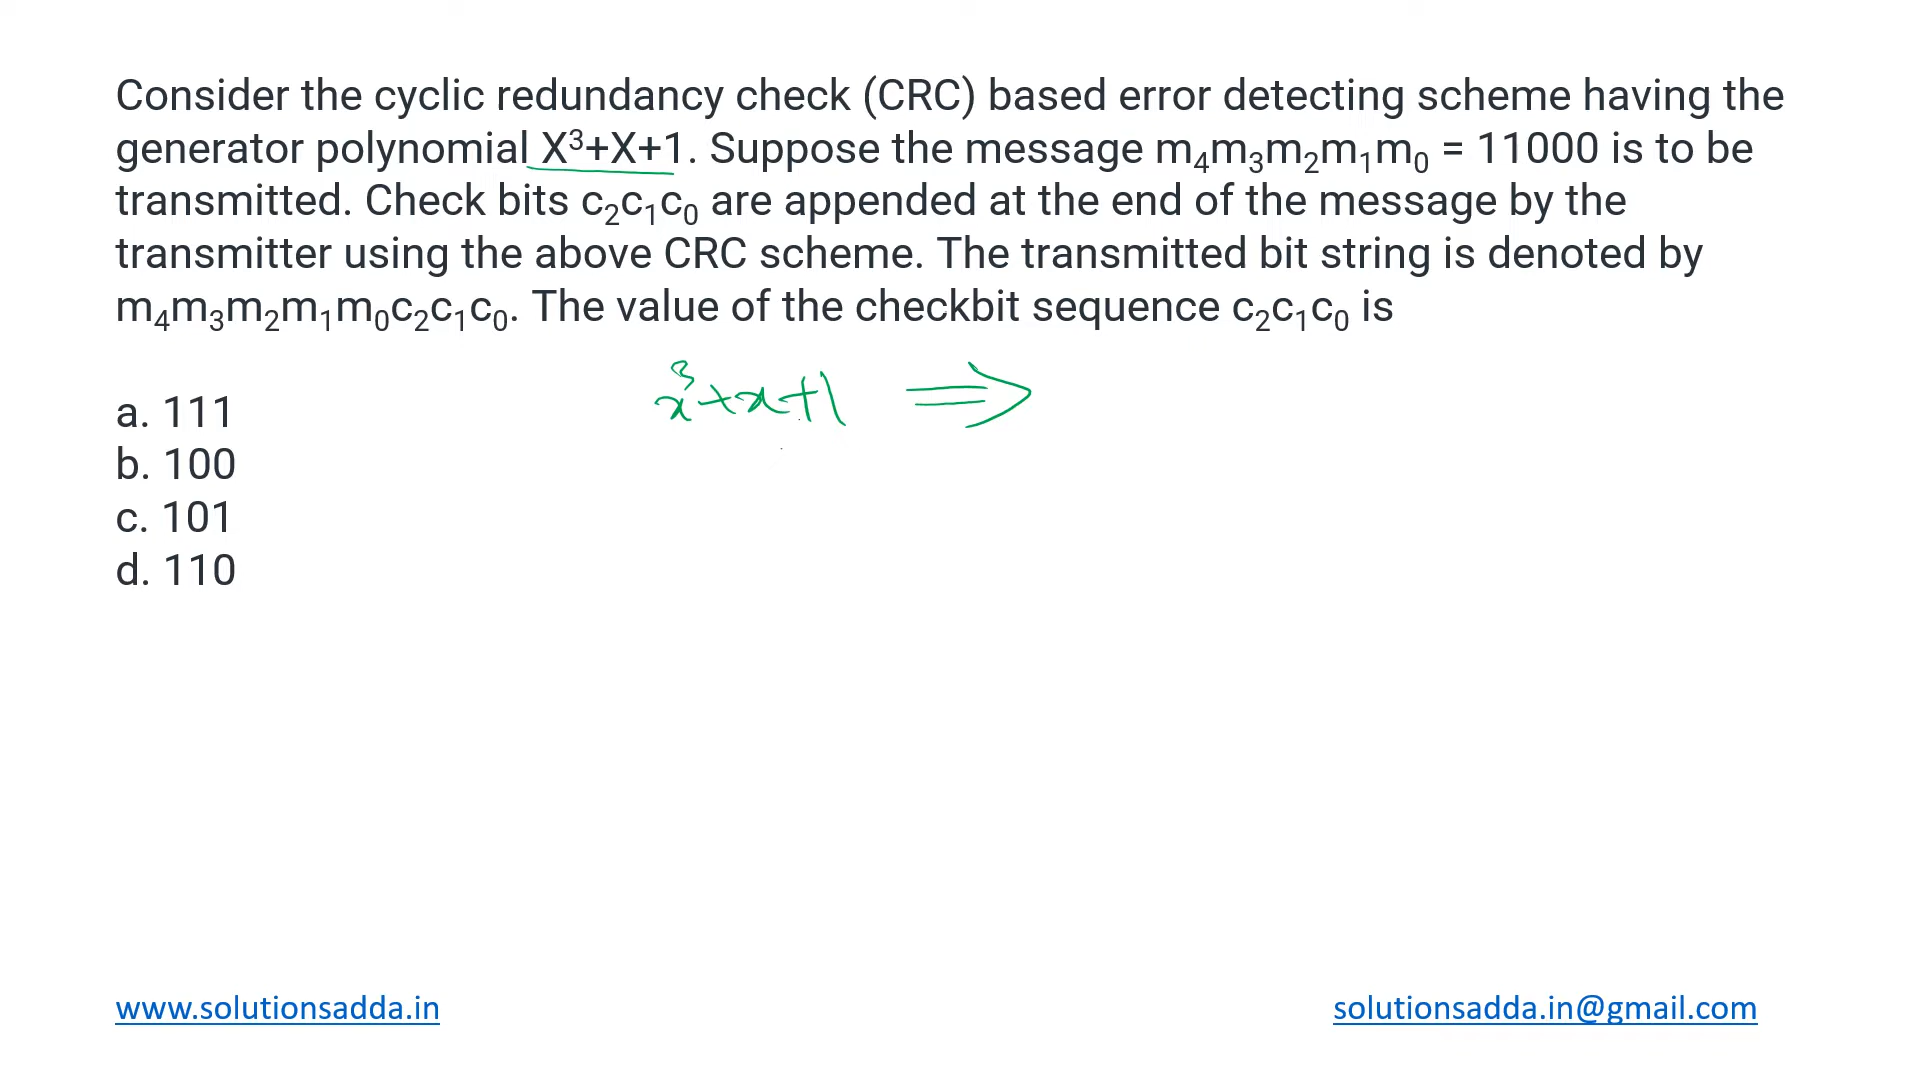 Consider the cyclic redundancy check (CRC) based error detecting scheme having the
generator polynomial X³+X+1. Suppose the message m₄m₃m₂m₁m₀ = 11000 is to be
transmitted. Check bits c₂c₁c₀ are appended at the end of the message by the
transmitter using the above CRC scheme. The transmitted bit string is denoted by
m₄m₃m₂m₁m₀c₂c₁c₀. The value of the checkbit sequence c₂c₁c₀ is
x³+x+1 ⟹
a. 111
b. 100
c. 101
d. 110
www.solutionsadda.in
solutionsadda.in@gmail.com